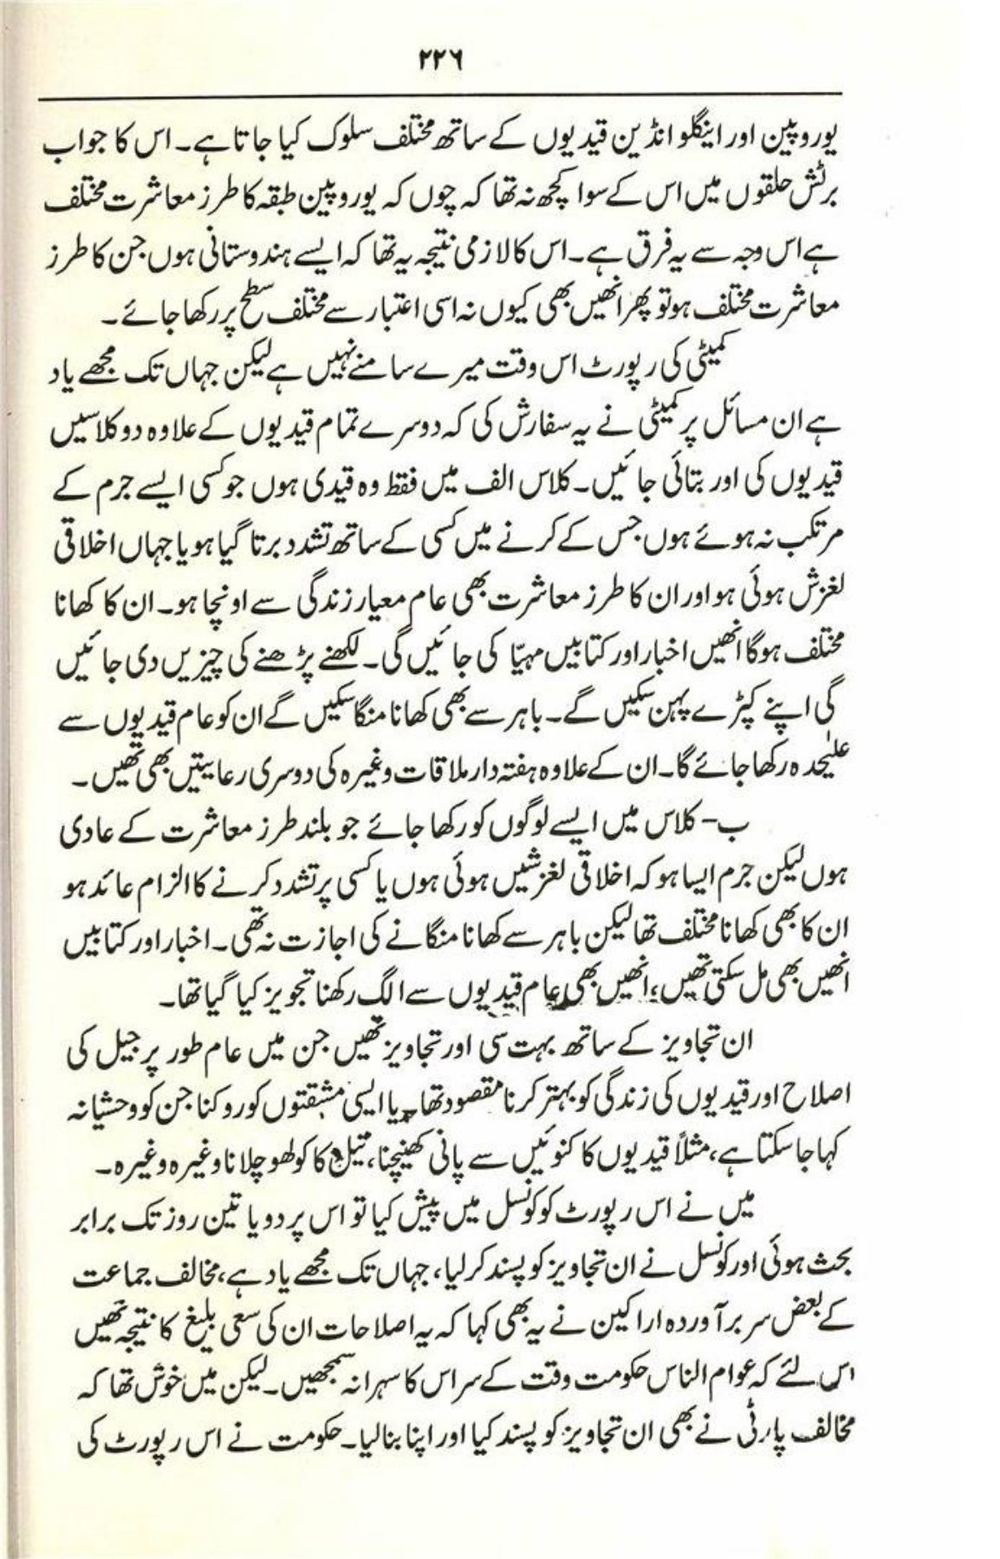 ۲۲۶
یوروپین اور اینگلو انڈین قیدیوں کے ساتھ مختلف سلوک کیا جاتا ہے۔ اس کا جواب
برٹش حلقوں میں اس کے سوا کچھ نہ تھا کہ چوں کہ یوروپین طبقہ کا طرز معاشرت مختلف
ہے اس وجہ سے یہ فرق ہے۔ اس کا لازمی نتیجہ یہ تھا کہ ایسے ہندوستانی ہوں جن کا طرز
معاشرت مختلف ہو تو پھر انھیں بھی کیوں نہ اسی اعتبار سے مختلف سطح پر رکھا جائے۔
کمیٹی کی رپورٹ اس وقت میرے سامنے نہیں ہے لیکن جہاں تک مجھے یاد
ہے ان مسائل پر کمیٹی نے یہ سفارش کی کہ دوسرے تمام قیدیوں کے علاوہ دو کلاسیں
قیدیوں کی اور بتائی جائیں۔ کلاس الف میں فقط وہ قیدی ہوں جو کسی ایسے جرم کے
مرتکب نہ ہوئے ہوں جس کے کرنے میں کسی کے ساتھ تشدد برتا گیا ہو یا جہاں اخلاقی
لغزش ہوئی ہو اور ان کا طرز معاشرت بھی عام معیار زندگی سے اونچا ہو۔ ان کا کھانا
مختلف ہوگا انھیں اخبار اور کتابیں مہیّا کی جائیں گی۔ لکھنے پڑھنے کی چیزیں دی جائیں
گی اپنے کپڑے پہن سکیں گے۔ باہر سے بھی کھانا منگا سکیں گے ان کو عام قیدیوں سے
علیٰحدہ رکھا جائے گا۔ ان کے علاوہ ہفتہ دار ملاقات وغیرہ کی دوسری رعایتیں بھی تھیں۔
ب- کلاس میں ایسے لوگوں کو رکھا جائے جو بلند طرز معاشرت کے عادی
ہوں لیکن جرم ایسا ہو کہ اخلاقی لغزشیں ہوئی ہوں یا کسی پر تشدد کرنے کا الزام عائد ہو
ان کا بھی کھانا مختلف تھا لیکن باہر سے کھانا منگانے کی اجازت نہ تھی۔ اخبار اور کتابیں
انھیں بھی مل سکتی تھیں، انھیں بھی عام قیدیوں سے الگ رکھنا تجویز کیا گیا تھا۔
ان تجاویز کے ساتھ بہت سی اور تجاویز تھیں جن میں عام طور پر جیل کی
اصلاح اور قیدیوں کی زندگی کو بہتر کرنا مقصود تھا یا ایسی مشقتوں کو روکنا جن کو وحشیانہ
کہا جا سکتا ہے، مثلاً قیدیوں کا کنوئیں سے پانی کھینچنا، تیل کا کولھو چلانا وغیرہ وغیرہ۔
میں نے اس رپورٹ کو کونسل میں پیش کیا تو اس پر دو یا تین روز تک برابر
بحث ہوئی اور کونسل نے ان تجاویز کو پسند کر لیا، جہاں تک مجھے یاد ہے، مخالف جماعت
کے بعض سربرآوردہ اراکین نے یہ بھی کہا کہ یہ اصلاحات ان کی سعی بلیغ کا نتیجہ تھیں
اس لئے کہ عوام الناس حکومت وقت کے سر اس کا سہرا نہ سمجھیں۔ لیکن میں خوش تھا کہ
مخالف پارٹی نے بھی ان تجاویز کو پسند کیا اور اپنا بنا لیا۔ حکومت نے اس رپورٹ کی